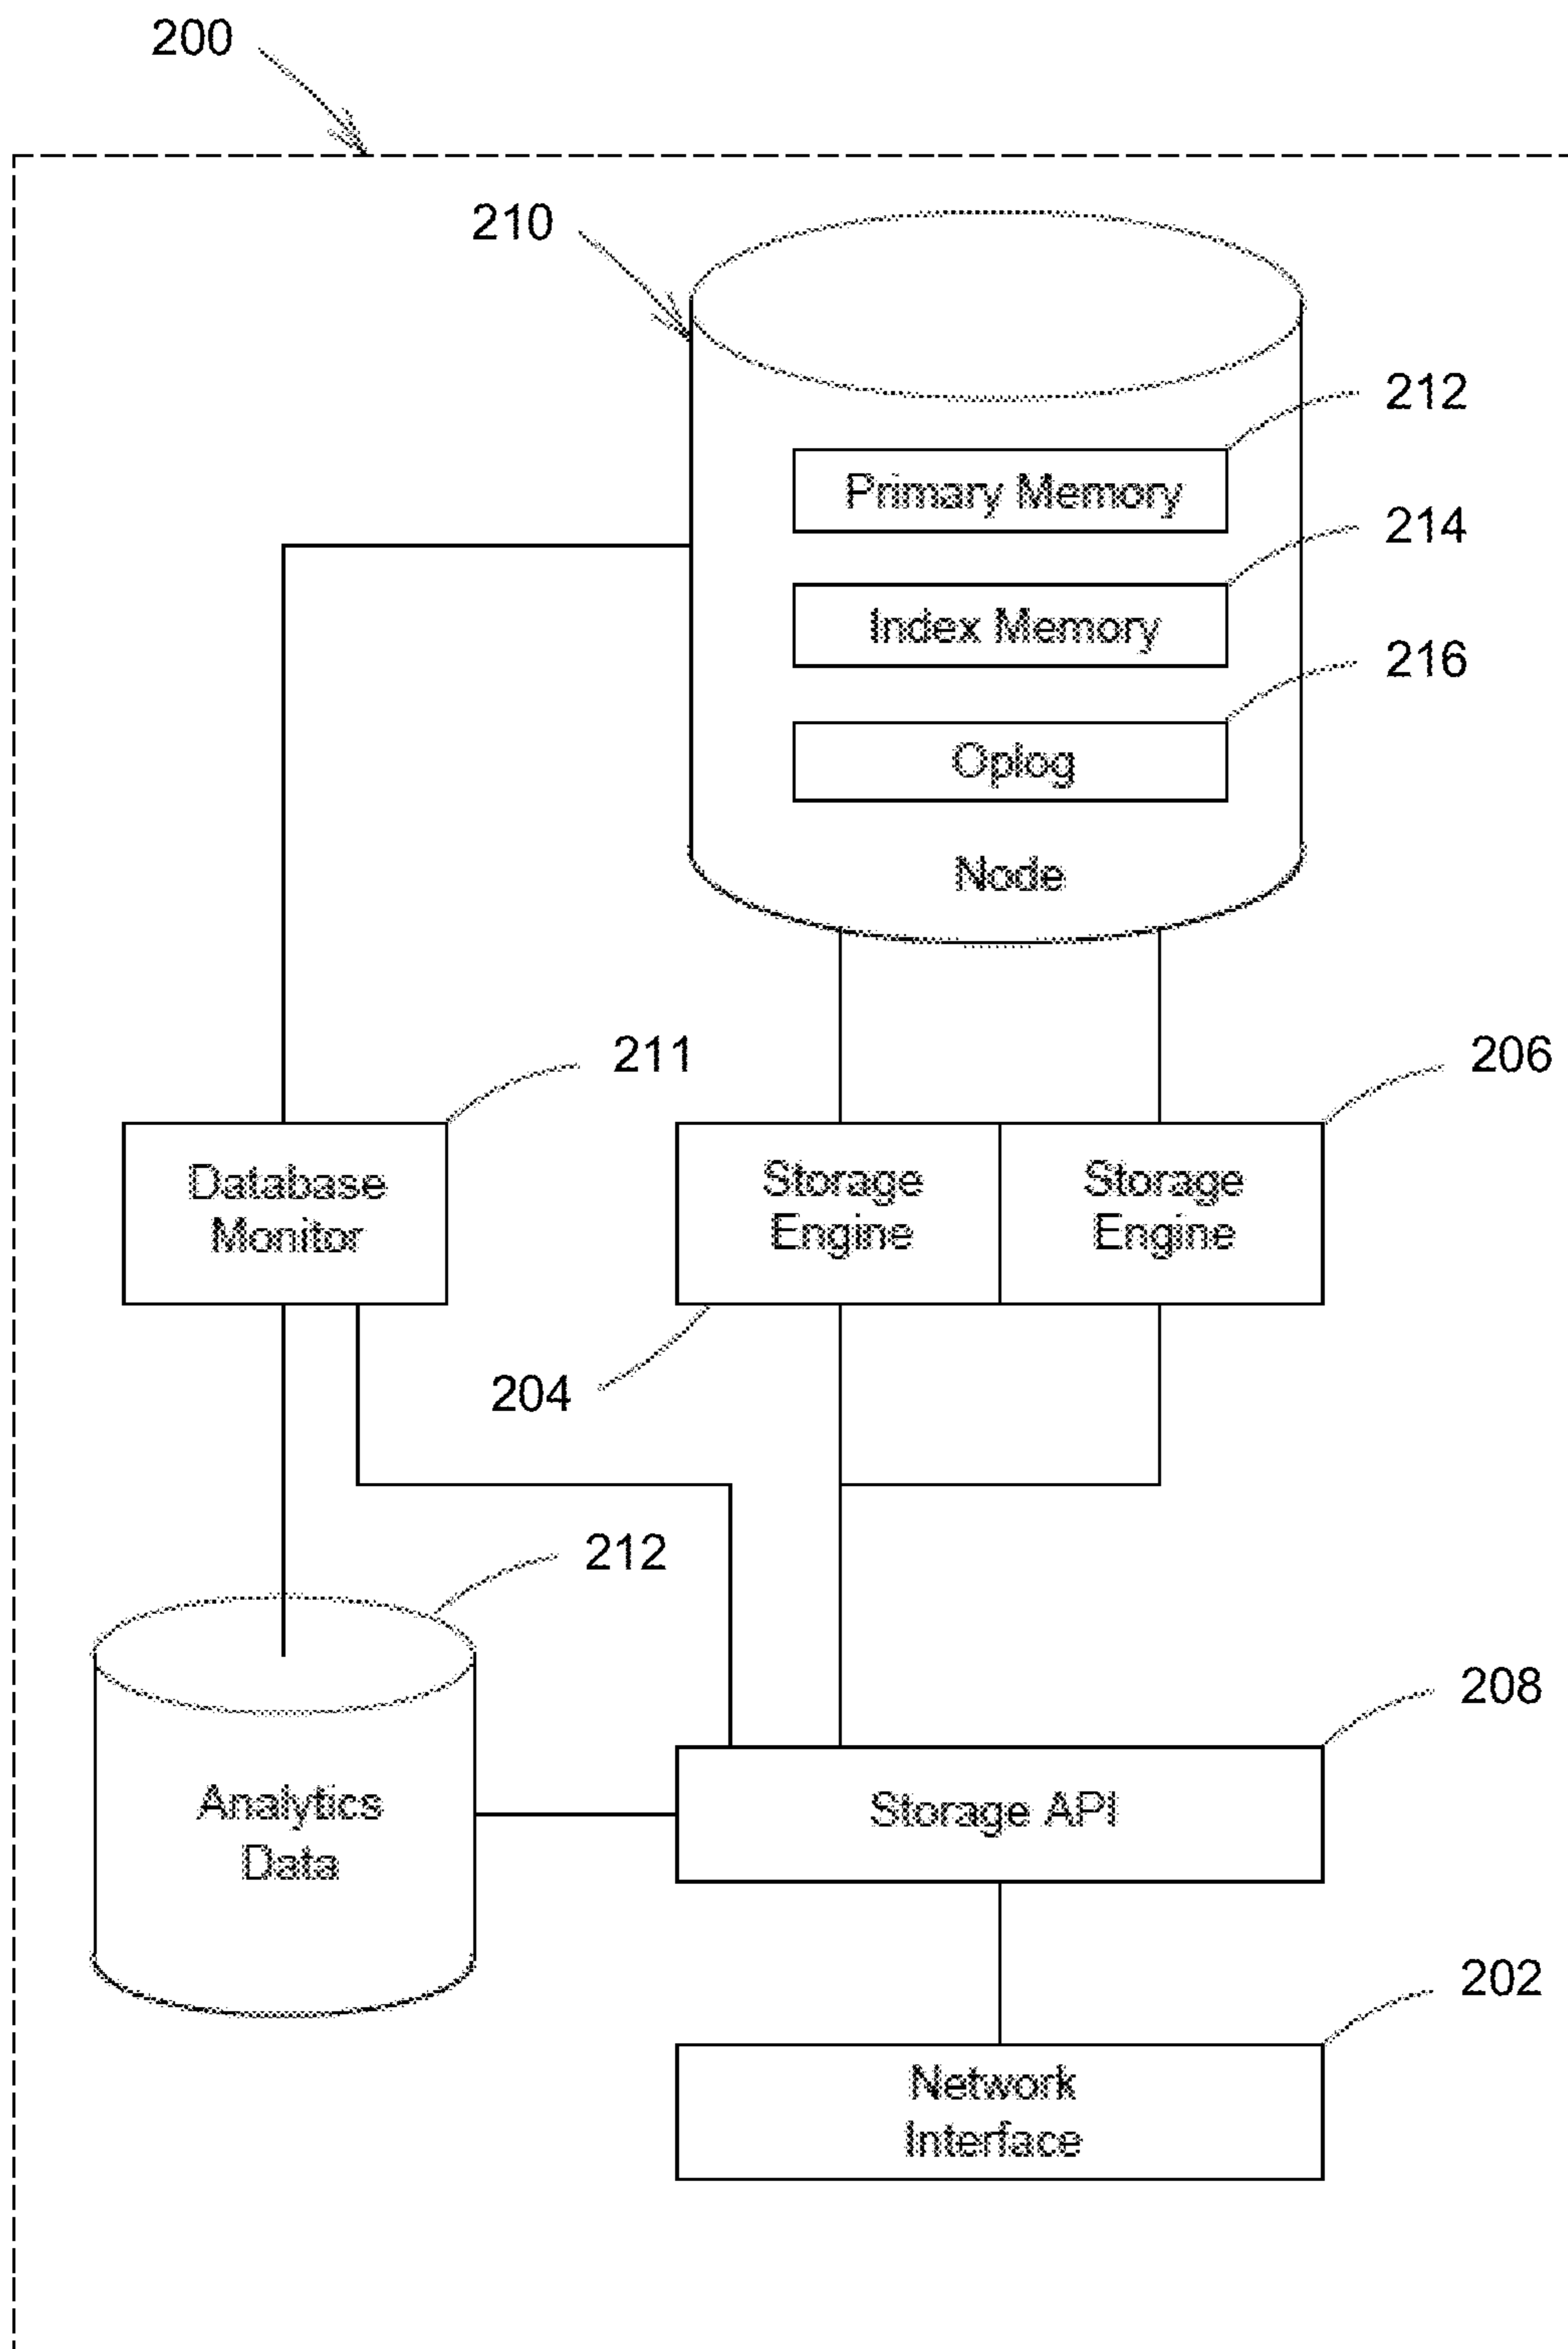 200
210
212
Primary Memory
214
Index Memory
216
Oplog
Node
211
206
Database
Monitor
Storage
Engine
Storage
Engine
204
212
208
Analytics
Data
Storage API
202
Network
Interface